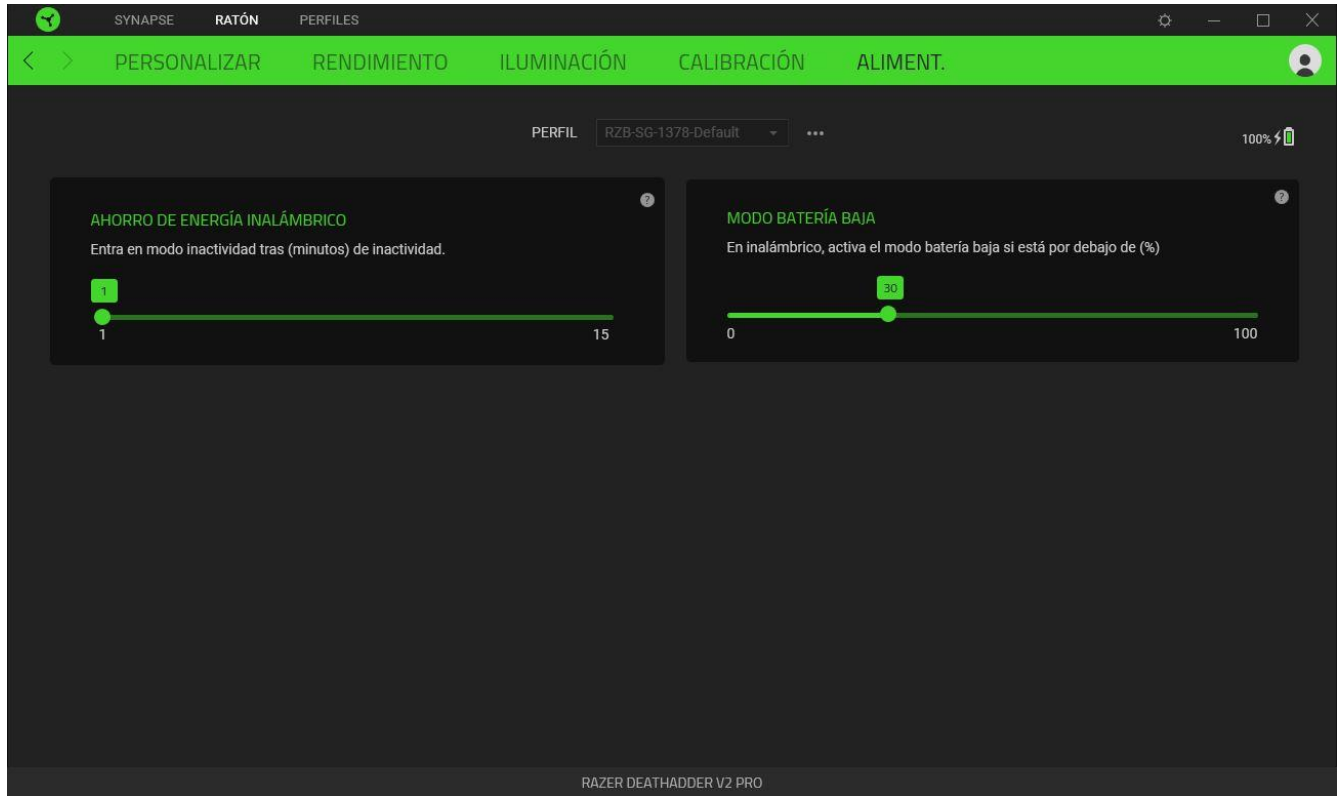 SYNAPSE RATÓN PERFILES
PERSONALIZAR RENDIMIENTO ILUMINACIÓN CALIBRACIÓN ALIMENT.
PERFIL RZB-SG-1378-Default
100%
AHORRO DE ENERGÍA INALÁMBRICO
Entra en modo inactividad tras (minutos) de inactividad.
1
1 15
MODO BATERÍA BAJA
En inalámbrico, activa el modo batería baja si está por debajo de (%)
30
0 100
RAZER DEATHADDER V2 PRO